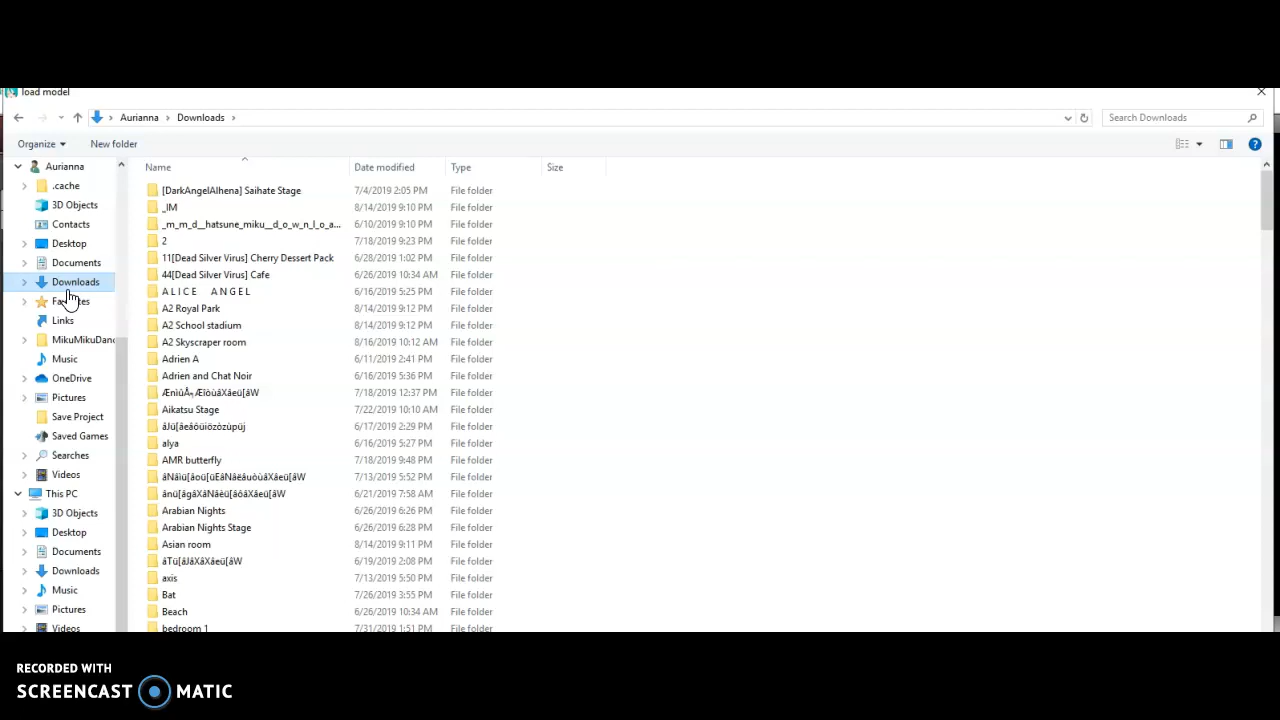 load model
Aurianna > Downloads >
Search Downloads
Organize
New folder
Name
Date modified
Type
Size
Aurianna
.cache
3D Objects
Contacts
Desktop
Documents
Downloads
Links
MikuMikuDanc
Music
OneDrive
Pictures
Save Project
Saved Games
Searches
Videos
This PC
3D Objects
Desktop
Documents
Downloads
Music
Pictures
Videos
[DarkAngelAlhena] Saihate Stage 7/4/2019 2:05 PM File folder
_IM 8/14/2019 9:10 PM File folder
_m_m_d__hatsune_miku__d_o_w_n_l_o_a... 6/10/2019 9:10 PM File folder
2 7/18/2019 9:23 PM File folder
11[Dead Silver Virus] Cherry Dessert Pack 6/28/2019 1:02 PM File folder
44[Dead Silver Virus] Cafe 6/26/2019 10:34 AM File folder
A L I C E A N G E L 6/16/2019 5:25 PM File folder
A2 Royal Park 8/14/2019 9:12 PM File folder
A2 School stadium 8/14/2019 9:12 PM File folder
A2 Skyscraper room 8/16/2019 10:12 AM File folder
Adrien A 6/11/2019 2:41 PM File folder
Adrien and Chat Noir 6/16/2019 5:36 PM File folder
7/18/2019 12:37 PM File folder
Aikatsu Stage 7/22/2019 10:10 AM File folder
6/17/2019 2:29 PM File folder
alya 6/16/2019 5:27 PM File folder
AMR butterfly 7/18/2019 9:48 PM File folder
7/13/2019 5:52 PM File folder
6/21/2019 7:58 AM File folder
Arabian Nights 6/26/2019 6:26 PM File folder
Arabian Nights Stage 6/26/2019 6:28 PM File folder
Asian room 8/14/2019 9:11 PM File folder
6/19/2019 2:08 PM File folder
axis 7/13/2019 5:50 PM File folder
Bat 7/26/2019 3:55 PM File folder
Beach 6/26/2019 10:34 AM File folder
bedroom 1 7/31/2019 1:51 PM File folder
RECORDED WITH
SCREENCAST MATIC